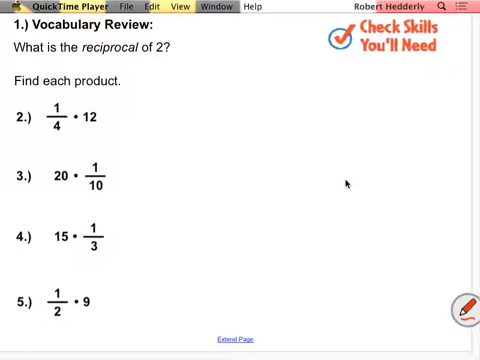 QuickTime Player File Edit View Window Help Robert Hedderly
1.) Vocabulary Review:
Check Skills
You'll Need
What is the reciprocal of 2?
Find each product.
2.) 1/4 • 12
3.) 20 • 1/10
4.) 15 • 1/3
5.) 1/2 • 9
Extend Page